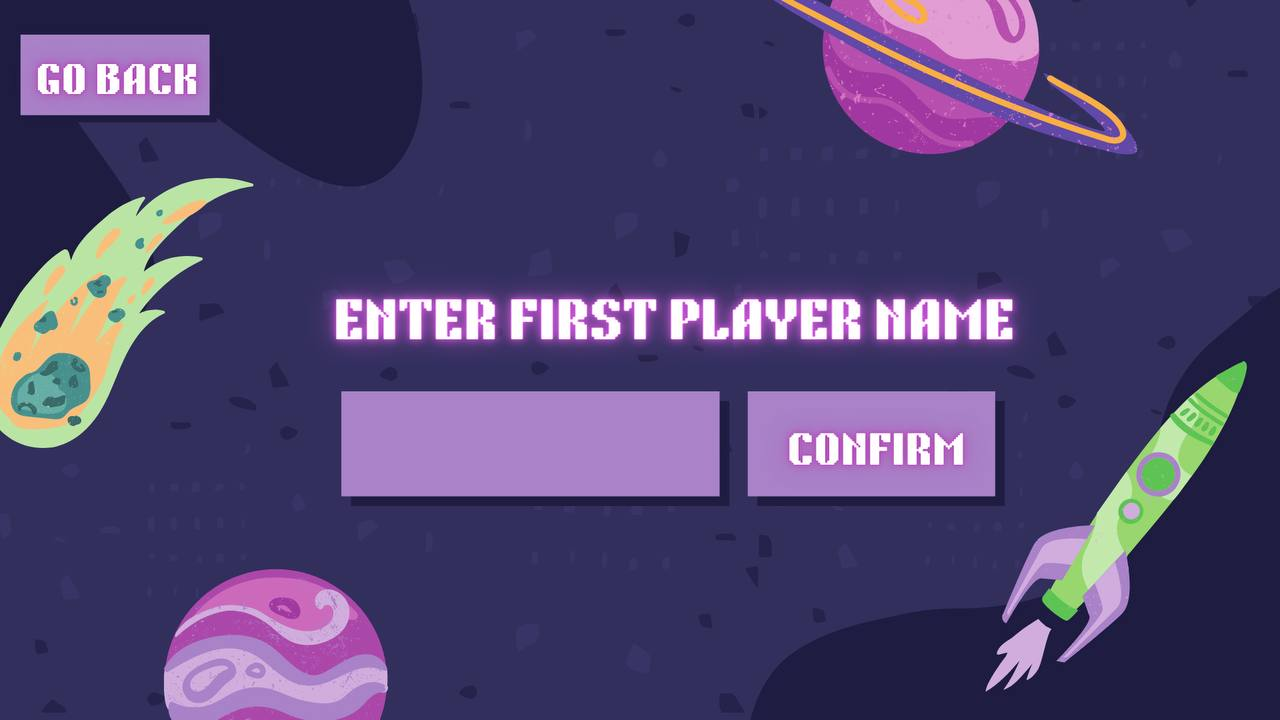 GO BACK
ENTER FIRST PLAYER NAME
CONFIRM